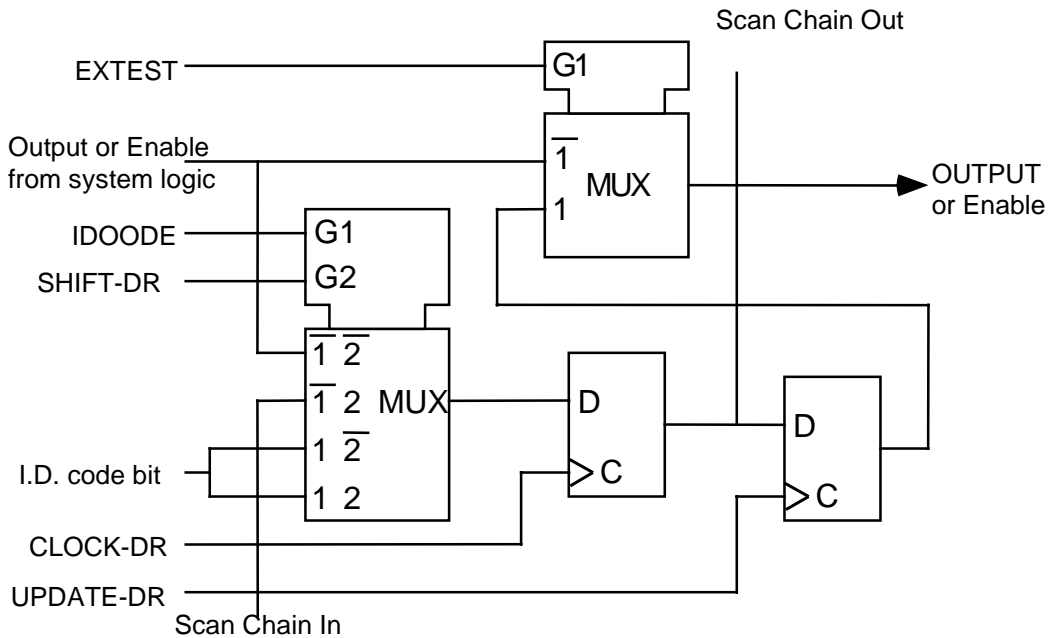 Scan Chain Out
EXTEST
G1
Output or Enable
from system logic
1
MUX
1
OUTPUT
or Enable
IDOODE
G1
SHIFT-DR
G2
1 2
1 2 MUX
D
1 2
D
I.D. code bit
C
1 2
C
CLOCK-DR
UPDATE-DR
Scan Chain In